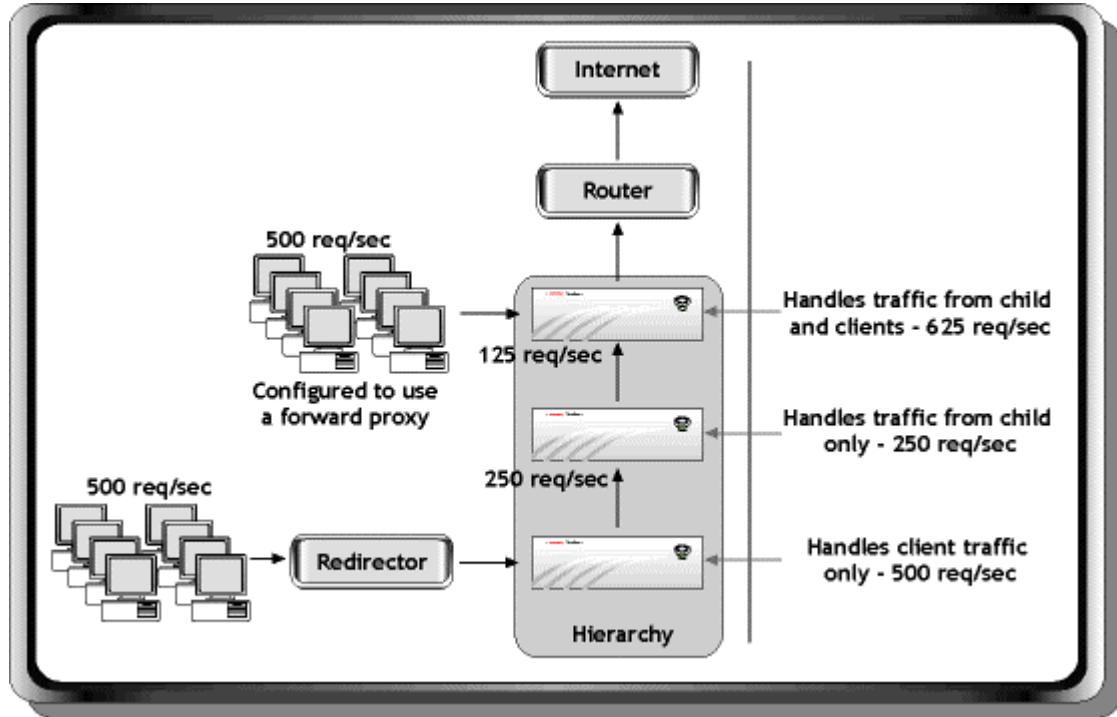 Internet
Router
500 req/sec
Configured to use
a forward proxy
125 req/sec
Handles traffic from child
and clients - 625 req/sec
250 req/sec
Handles traffic from child
only - 250 req/sec
500 req/sec
Redirector
Handles client traffic
only - 500 req/sec
Hierarchy